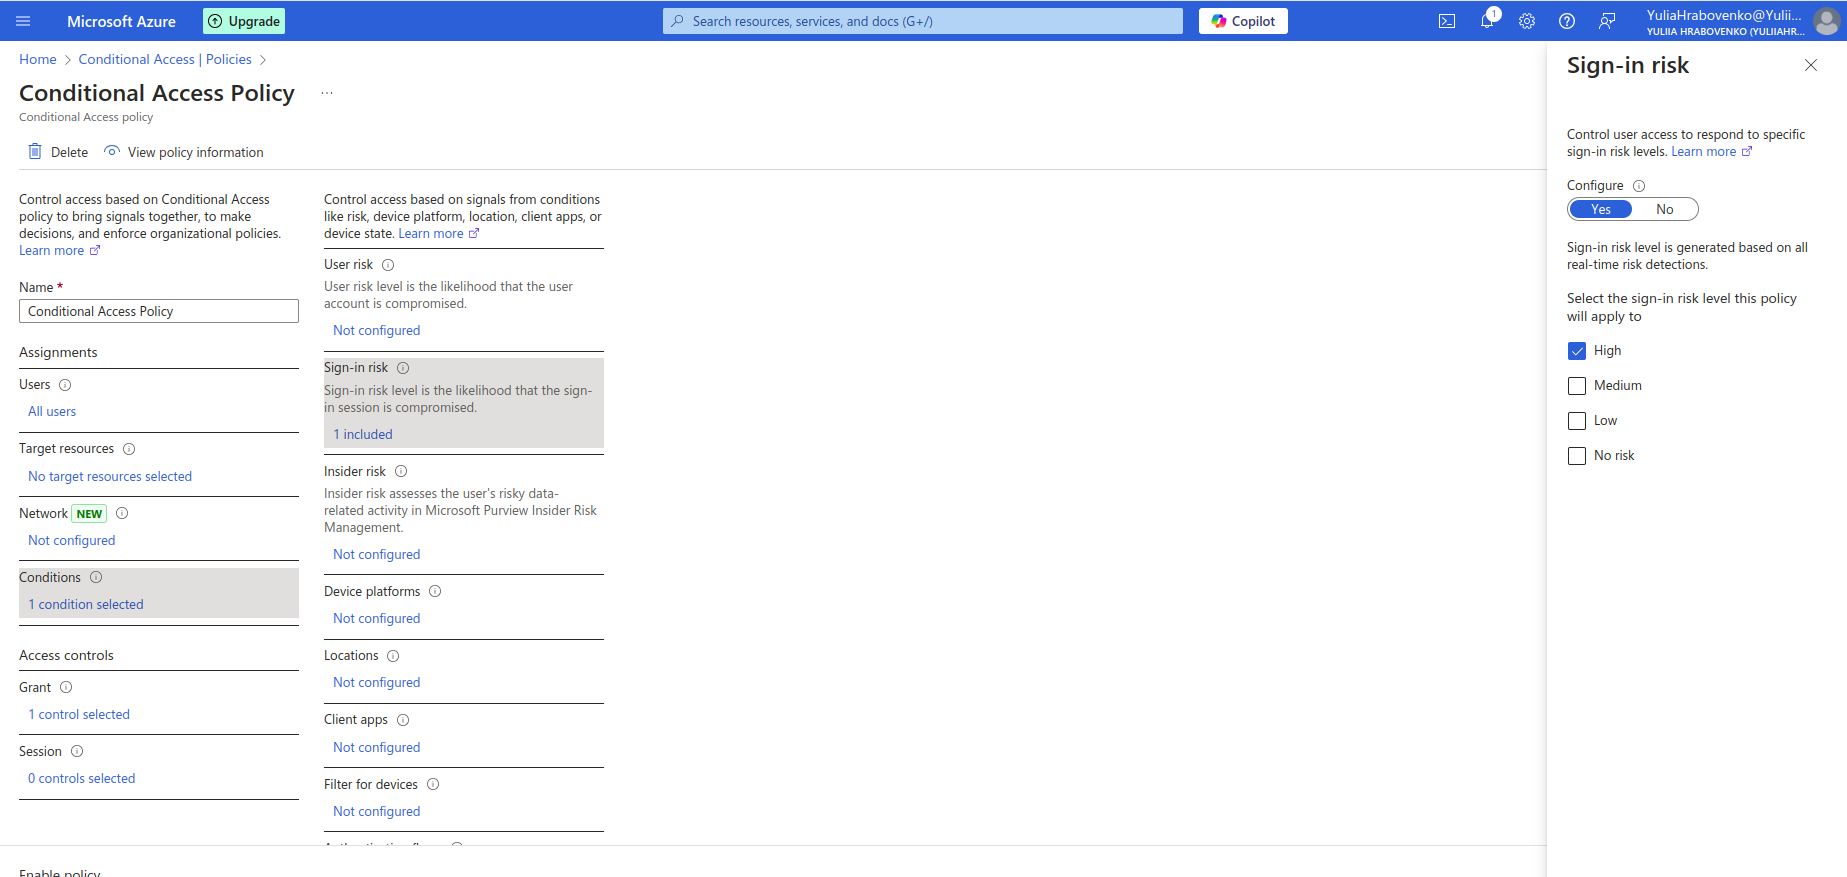 Microsoft Azure
Upgrade
Search resources, services, and docs (G+/)
Copilot
1
YuliaHrabovenko@Yulii...
YULIIA HRABOVENKO (YULIIAHR...
Home > Conditional Access | Policies >
Conditional Access Policy ...
Conditional Access policy
Delete
View policy information
Control access based on Conditional Access
policy to bring signals together, to make
decisions, and enforce organizational policies.
Learn more
Name *
Conditional Access Policy
Assignments
Users
All users
Target resources
No target resources selected
Network NEW
Not configured
Conditions
1 condition selected
Access controls
Grant
1 control selected
Session
0 controls selected
Enable policy
Control access based on signals from conditions
like risk, device platform, location, client apps, or
device state. Learn more
User risk
User risk level is the likelihood that the user
account is compromised.
Not configured
Sign-in risk
Sign-in risk level is the likelihood that the sign-
in session is compromised.
1 included
Insider risk
Insider risk assesses the user's risky data-
related activity in Microsoft Purview Insider Risk
Management.
Not configured
Device platforms
Not configured
Locations
Not configured
Client apps
Not configured
Filter for devices
Not configured
Sign-in risk
Control user access to respond to specific
sign-in risk levels. Learn more
Configure
Yes
No
Sign-in risk level is generated based on all
real-time risk detections.
Select the sign-in risk level this policy
will apply to
High
Medium
Low
No risk